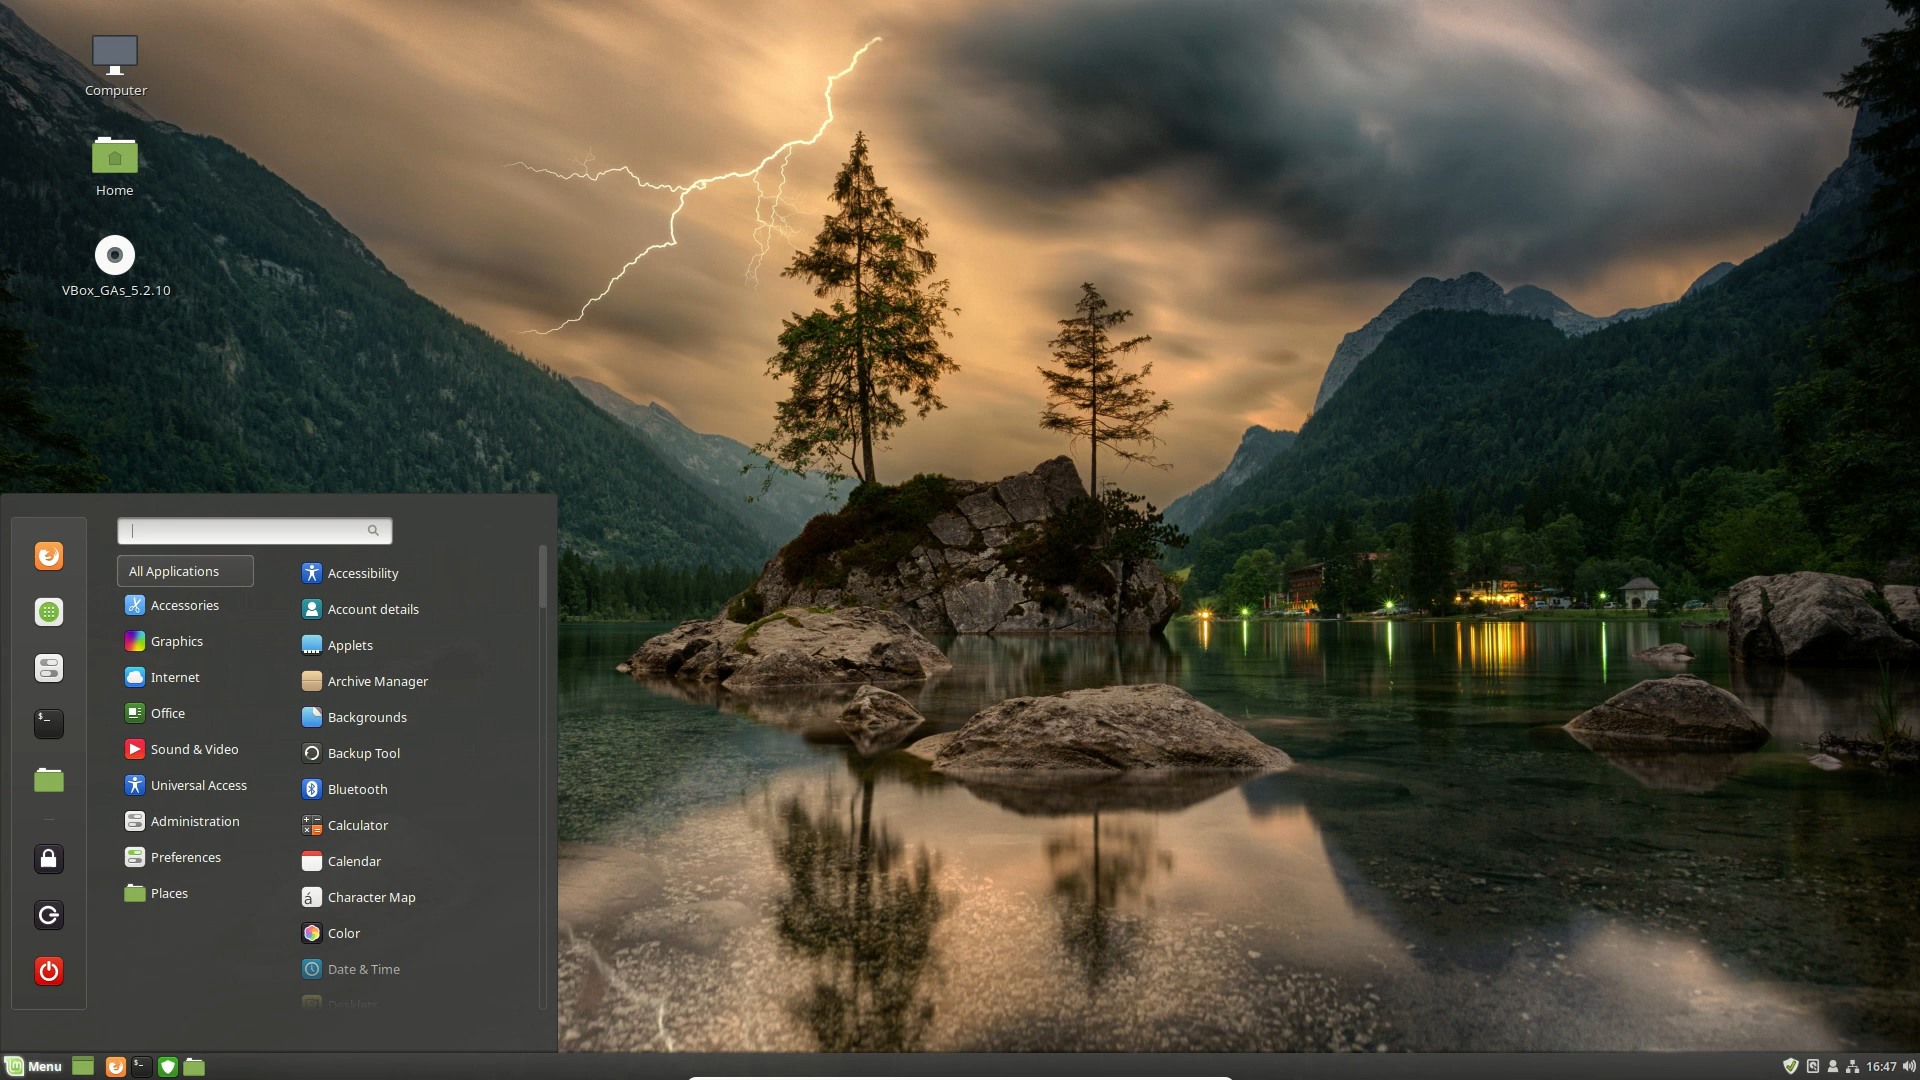 Computer
Home
VBox_GAs_5.2.10
All Applications
Accessories
Graphics
Internet
Office
Sound & Video
Universal Access
Administration
Preferences
Places
Accessibility
Account details
Applets
Archive Manager
Backgrounds
Backup Tool
Bluetooth
Calculator
Calendar
Character Map
Color
Date & Time
Desklets
Menu
16:47